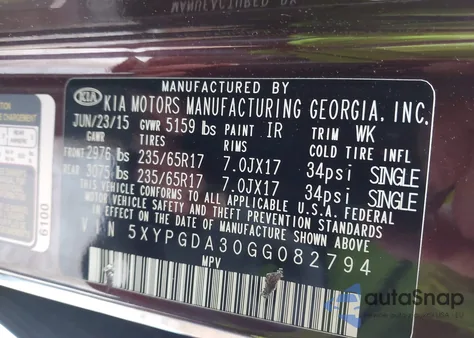 MANUFACTURED BY
KIA KIA MOTORS MANUFACTURING GEORGIA, INC.
JUN/23/15 GVWR 5159 lbs PAINT IR TRIM WK
GAWR TIRES RIMS COLD TIRE INFL
FRONT 2976 lbs 235/65R17 7.0JX17 34psi SINGLE
REAR 3075 lbs 235/65R17 7.0JX17 34psi SINGLE
THIS VEHICLE CONFORMS TO ALL APPLICABLE U.S.A. FEDERAL
MOTOR VEHICLE SAFETY AND THEFT PREVENTION STANDARDS
IN EFFECT ON THE DATE OF MANUFACTURE SHOWN ABOVE.
VIN 5XYPGDA30GG082794
MPV
6100
autoSnap